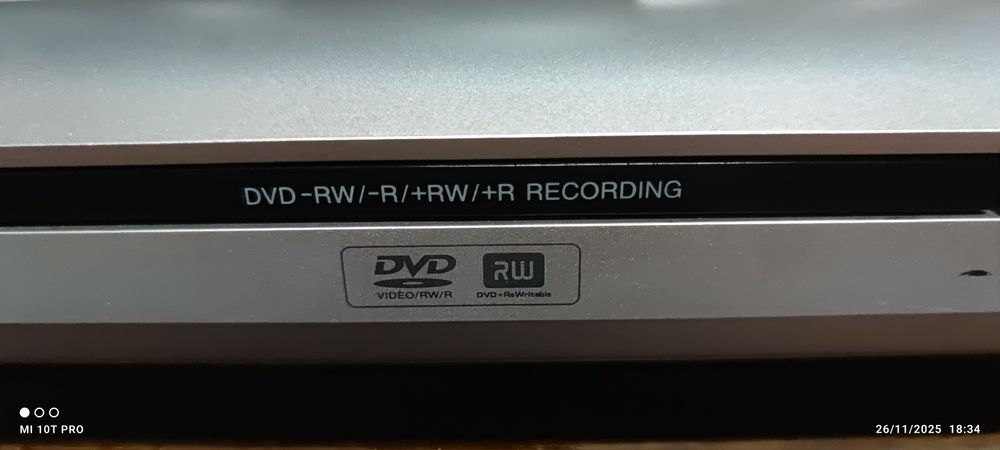 DVD-RW/-R/+RW/+R RECORDING
DVD RW
VIDEO/RW/R DVD+ReWritable
MI 10T PRO
26/11/2025 18:34